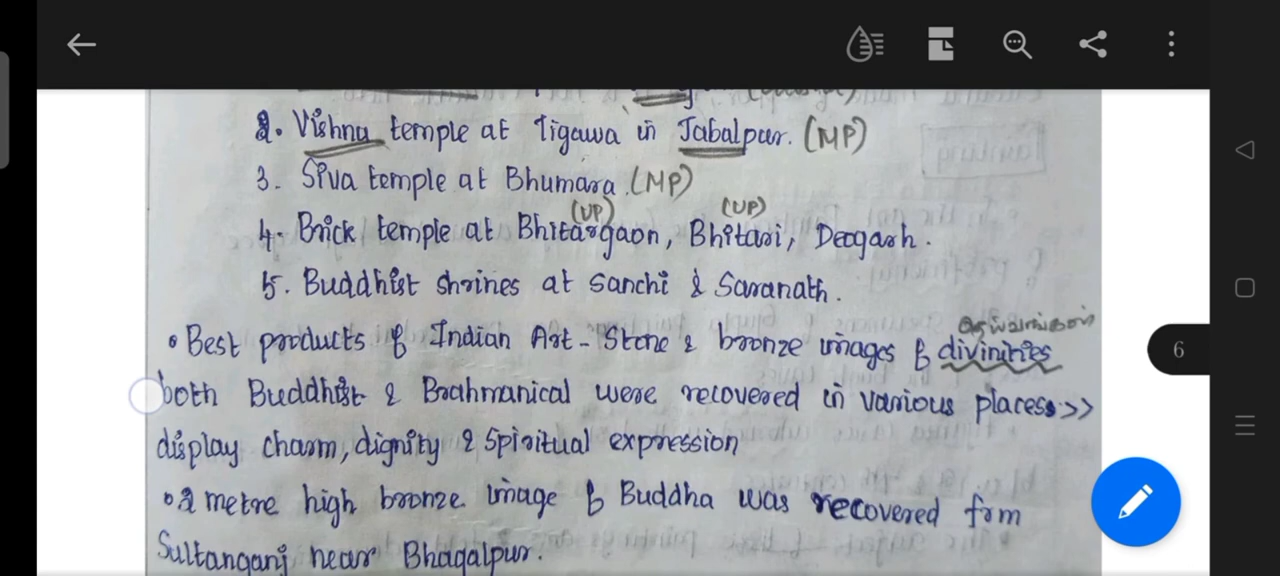 2. Vishnu temple at Tigawa in Jabalpur. (MP)
3. Siva temple at Bhumara. (MP)
(UP) (UP)
4. Brick temple at Bhitargaon, Bhitari, Deogarh.
5. Buddhist shrines at Sanchi & Saranath.
• Best products of Indian Art - Stone & bronze images of divinities
both Buddhist & Brahmanical were recovered in various places >>
display charm, dignity & spiritual expression
• 2 metre high bronze image of Buddha was recovered from
Sultanganj near Bhagalpur.
6